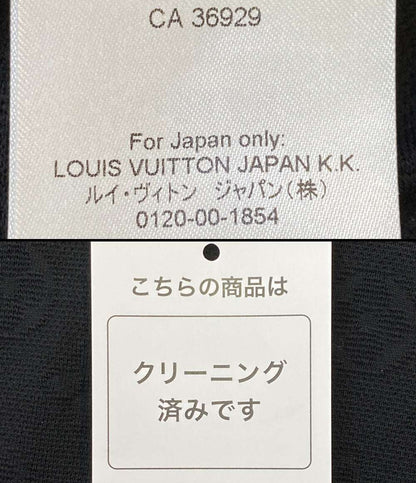 CA 36929
For Japan only:
LOUIS VUITTON JAPAN K.K.
ルイ・ヴィトン ジャパン(株)
0120-00-1854
こちらの商品は
クリーニング
済みです